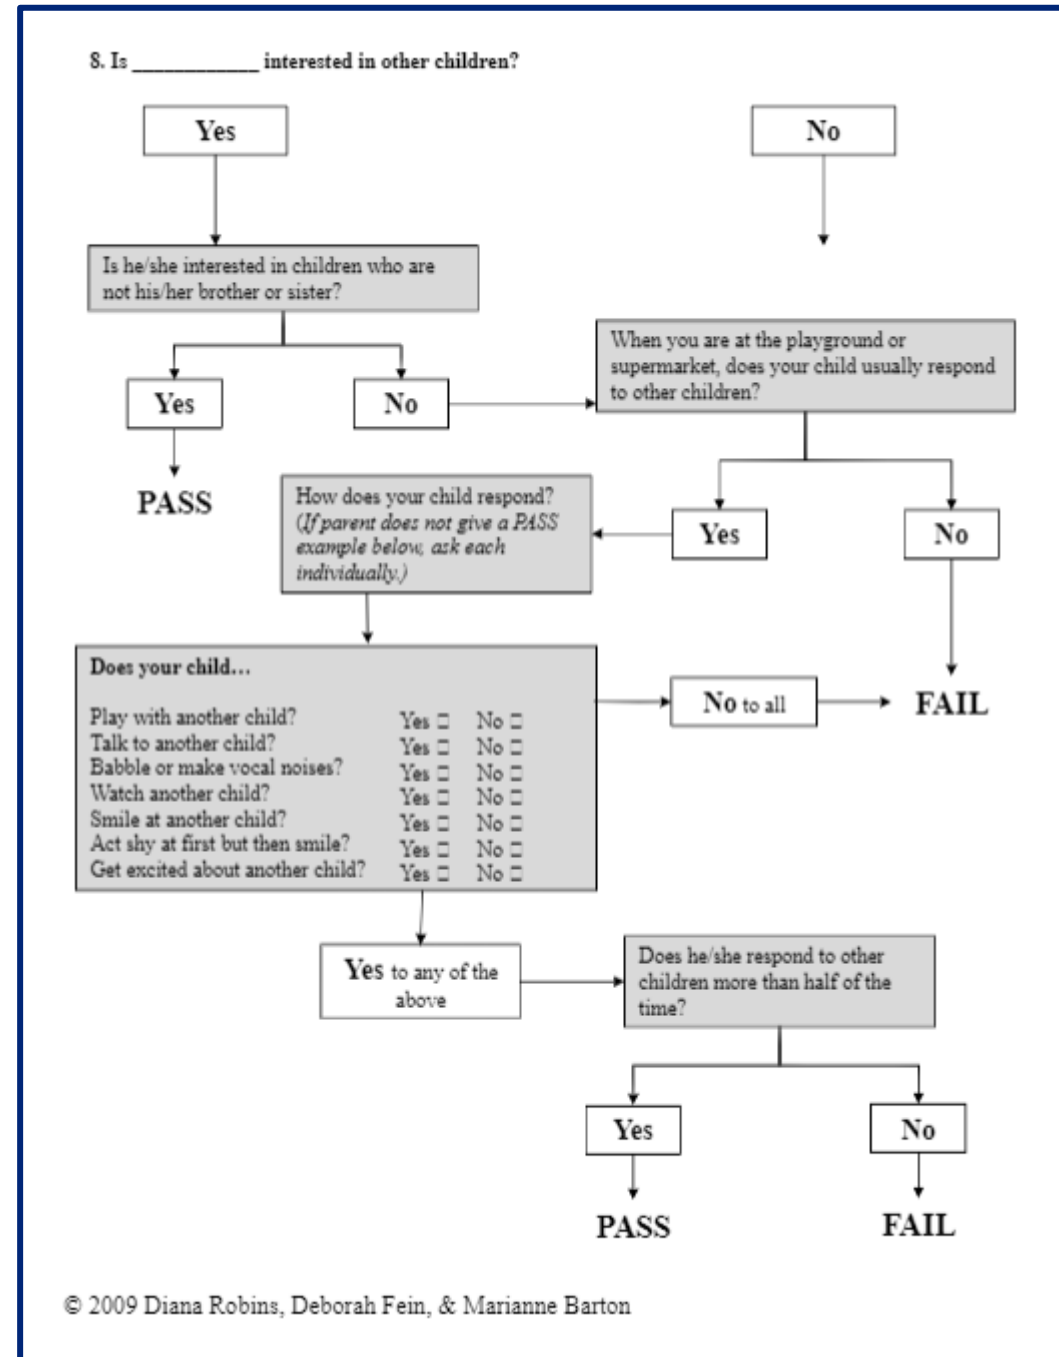 8. Is ____________ interested in other children?
Yes
No
Is he/she interested in children who are
not his/her brother or sister?
When you are at the playground or
supermarket, does your child usually respond
to other children?
Yes
No
PASS
How does your child respond?
(If parent does not give a PASS
example below, ask each
individually.)
Yes
No
Does your child...
Play with another child? Yes □ No □
Talk to another child? Yes □ No □
Babble or make vocal noises? Yes □ No □
Watch another child? Yes □ No □
Smile at another child? Yes □ No □
Act shy at first but then smile? Yes □ No □
Get excited about another child? Yes □ No □
No to all
FAIL
Yes to any of the
above
Does he/she respond to other
children more than half of the
time?
Yes
No
PASS
FAIL
© 2009 Diana Robins, Deborah Fein, & Marianne Barton